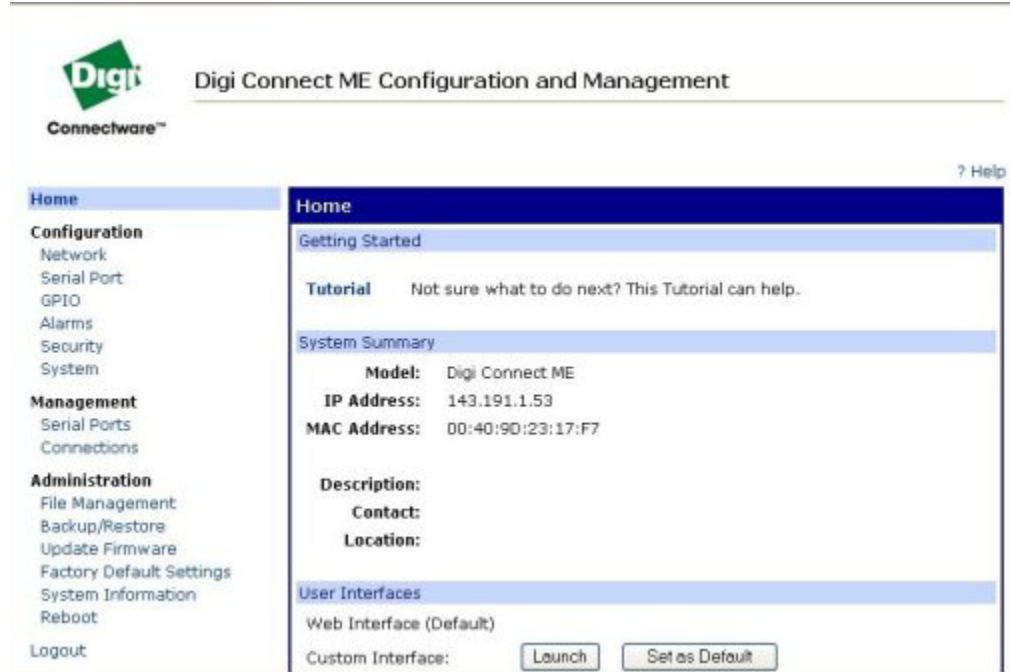 Digi
Connectware™
Digi Connect ME Configuration and Management
? Help
Home
Configuration
Network
Serial Port
GPIO
Alarms
Security
System
Management
Serial Ports
Connections
Administration
File Management
Backup/Restore
Update Firmware
Factory Default Settings
System Information
Reboot
Logout
Home
Getting Started
Tutorial Not sure what to do next? This Tutorial can help.
System Summary
Model: Digi Connect ME
IP Address: 143.191.1.53
MAC Address: 00:40:9D:23:17:F7
Description:
Contact:
Location:
User Interfaces
Web Interface (Default)
Custom Interface: Launch Set as Default